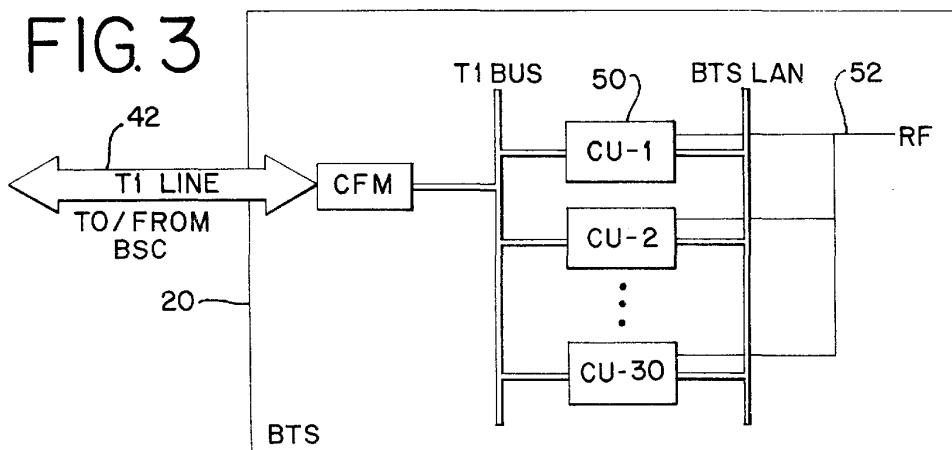 FIG. 3
T1 BUS
50
BTS LAN
52
42
CU-1
RF
T1 LINE
CFM
TO/FROM
BSC
CU-2
20
CU-30
BTS